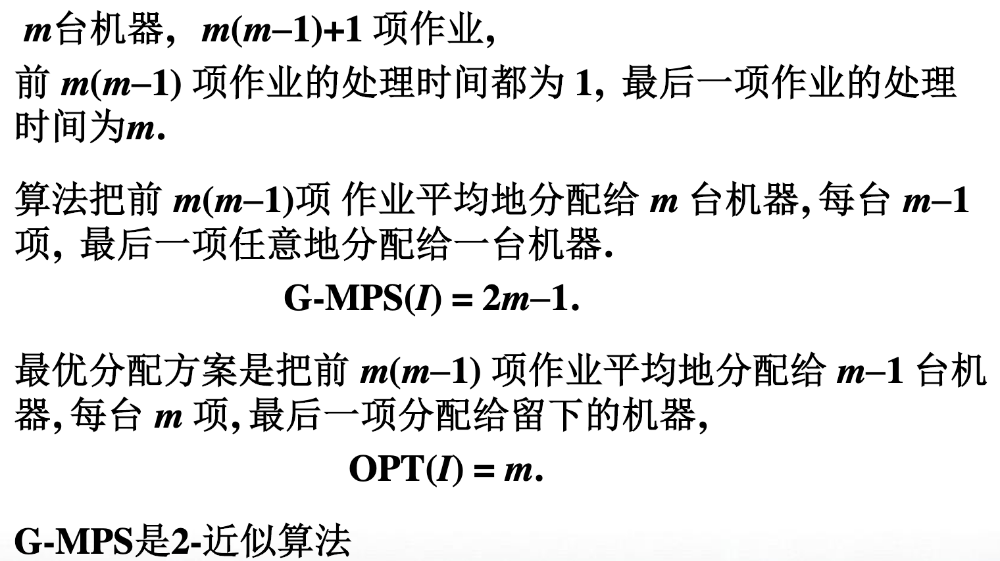 m台机器，m(m–1)+1 项作业,
前 m(m–1) 项作业的处理时间都为 1, 最后一项作业的处理
时间为m.
算法把前 m(m–1)项 作业平均地分配给 m 台机器, 每台 m–1
项, 最后一项任意地分配给一台机器.
G-MPS(I) = 2m–1.
最优分配方案是把前 m(m–1) 项作业平均地分配给 m–1 台机
器, 每台 m 项, 最后一项分配给留下的机器,
OPT(I) = m.
G-MPS是2-近似算法